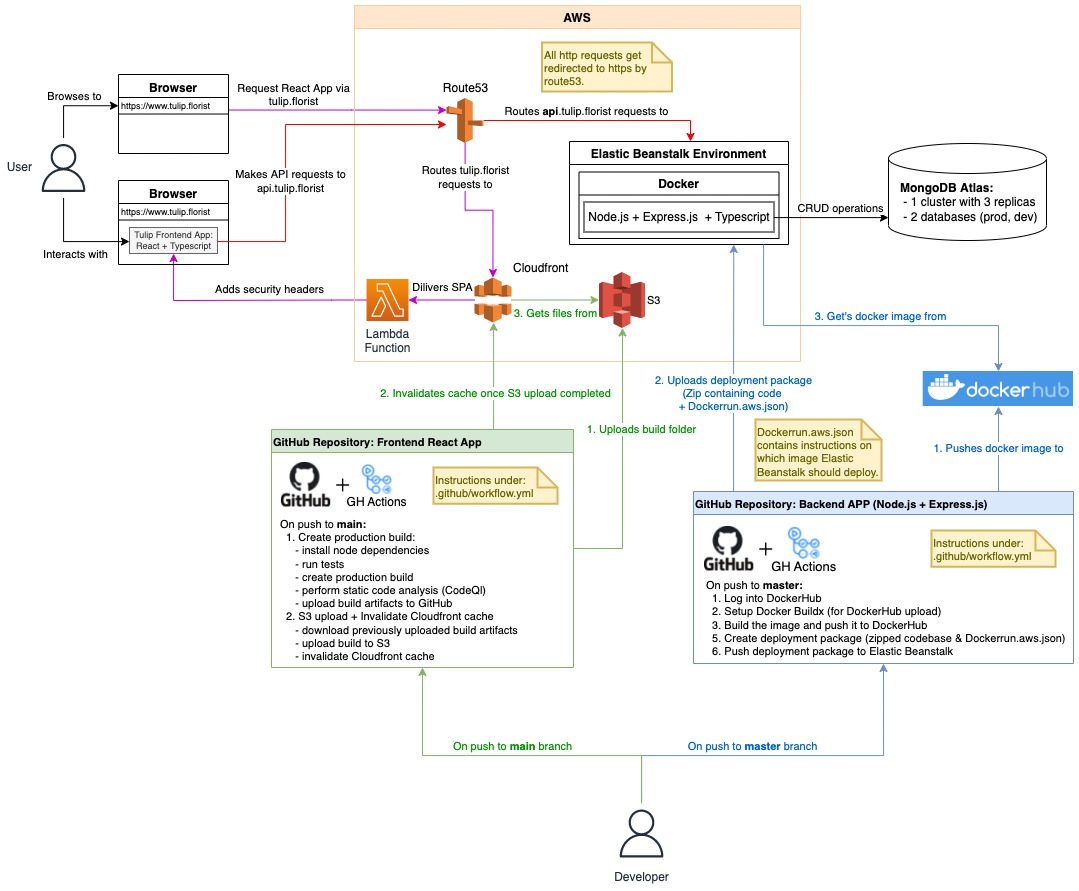 AWS
All http requests get
redirected to https by
route53.
Browser
https://www.tulip.florist
Browses to
User
Request React App via
tulip.florist
Route53
Routes api.tulip.florist requests to
Makes API requests to
api.tulip.florist
Routes tulip.florist
requests to
Browser
https://www.tulip.florist
Tulip Frontend App:
React + Typescript
Interacts with
Elastic Beanstalk Environment
Docker
Node.js + Express.js + Typescript
CRUD operations
MongoDB Atlas:
- 1 cluster with 3 replicas
- 2 databases (prod, dev)
Cloudfront
Adds security headers
Dilivers SPA
Lambda
Function
3. Gets files from
S3
3. Get's docker image from
dockerhub
2. Invalidates cache once S3 upload completed
2. Uploads deployment package
(Zip containing code
+ Dockerrun.aws.json)
1. Uploads build folder
Dockerrun.aws.json
contains instructions on
which image Elastic
Beanstalk should deploy.
1. Pushes docker image to
GitHub Repository: Frontend React App
GitHub
+
GH Actions
Instructions under:
.github/workflow.yml
On push to main:
1. Create production build:
- install node dependencies
- run tests
- create production build
- perform static code analysis (CodeQl)
- upload build artifacts to GitHub
2. S3 upload + Invalidate Cloudfront cache
- download previously uploaded build artifacts
- upload build to S3
- invalidate Cloudfront cache
GitHub Repository: Backend APP (Node.js + Express.js)
GitHub
+
GH Actions
Instructions under:
.github/workflow.yml
On push to master:
1. Log into DockerHub
2. Setup Docker Buildx (for DockerHub upload)
3. Build the image and push it to DockerHub
5. Create deployment package (zipped codebase & Dockerrun.aws.json)
6. Push deployment package to Elastic Beanstalk
On push to main branch
On push to master branch
Developer